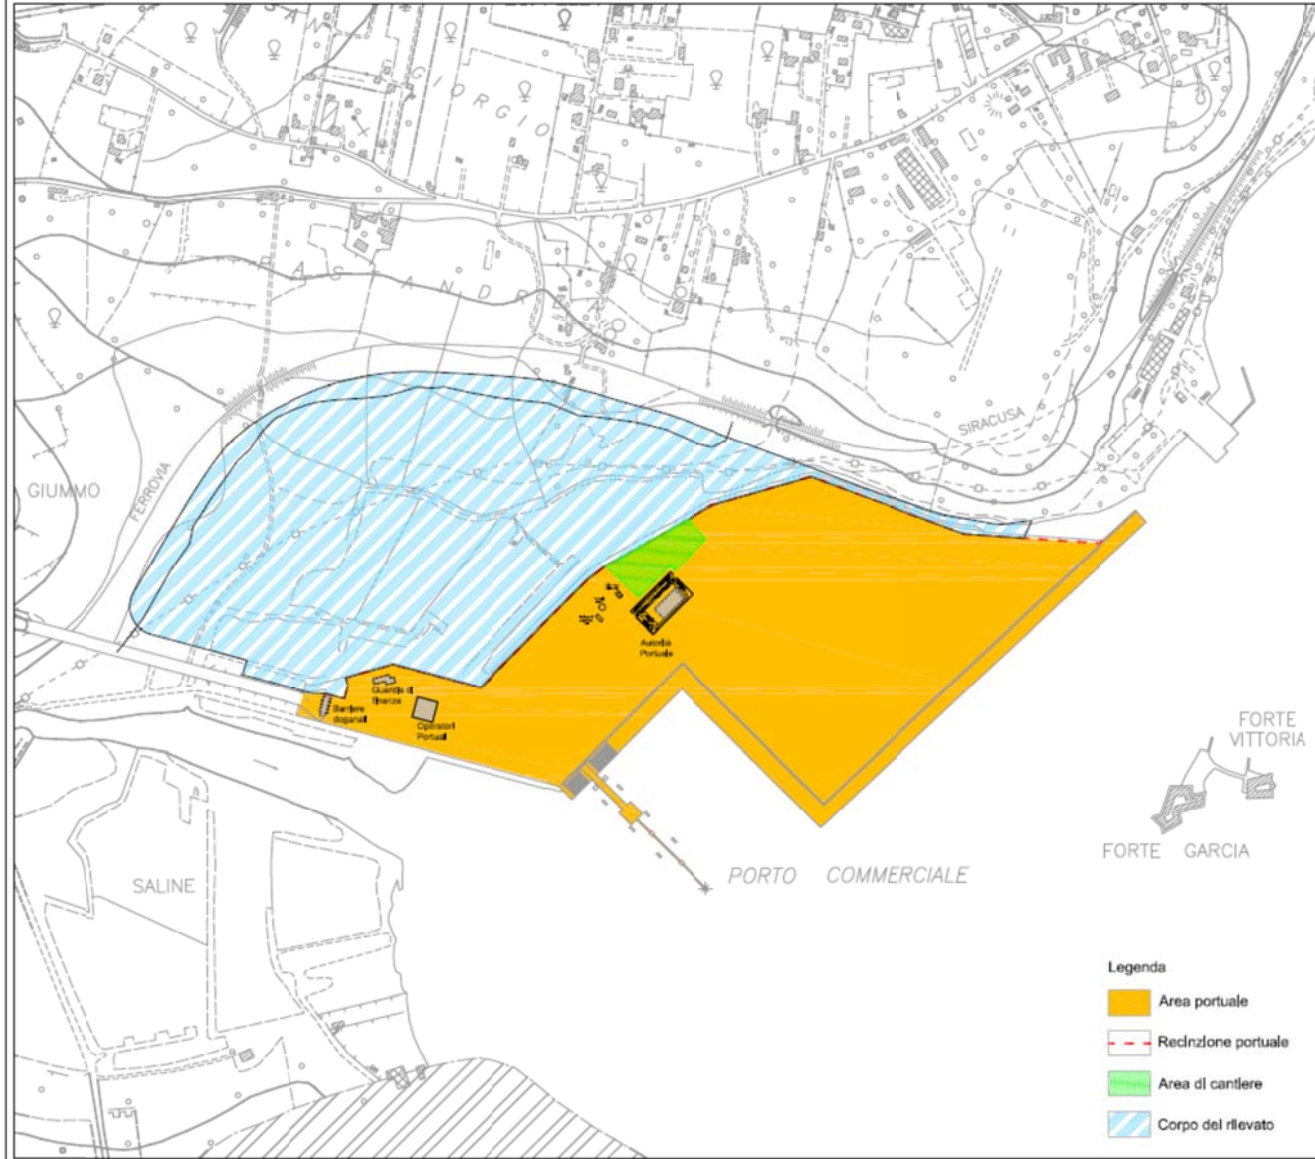 GIORGIO
SIRACUSA
GIUMMO
FERROVIA
Autorità
Portuale
Guardia di
finanza
Barriere
doganali
Operatori
Portuali
FORTE
VITTORIA
FORTE GARCIA
PORTO COMMERCIALE
SALINE
Legenda
Area portuale
Recinzione portuale
Area di cantiere
Corpo del rilevato